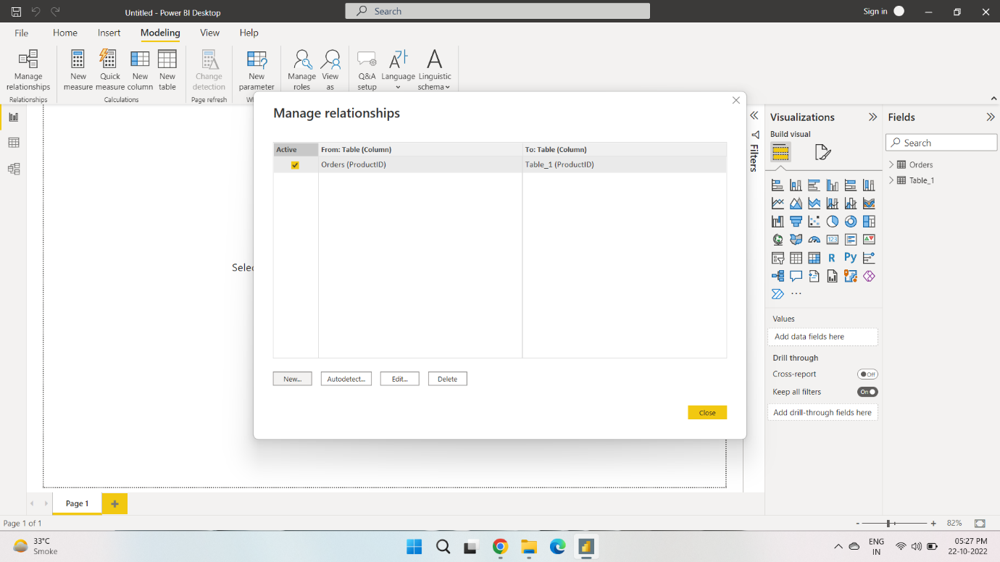 Untitled - Power BI Desktop
Search
Sign in
File
Home
Insert
Modeling
View
Help
Manage
relationships
New
measure
Quick
measure
New
column
New
table
Change
detection
New
parameter
Manage
roles
View
as
Q&A
setup
Language
Linguistic
schema
Relationships
Calculations
Page refresh
Manage relationships
Active
From: Table (Column)
To: Table (Column)
Orders (ProductID)
Table_1 (ProductID)
New...
Autodetect...
Edit...
Delete
Close
Selec
Filters
Visualizations
Build visual
123
R
Py
Values
Add data fields here
Drill through
Cross-report
Off
Keep all filters
On
Add drill-through fields here
Fields
Search
Orders
Table_1
Page 1
Page 1 of 1
- + 82%
33°C
Smoke
ENG
IN
05:27 PM
22-10-2022